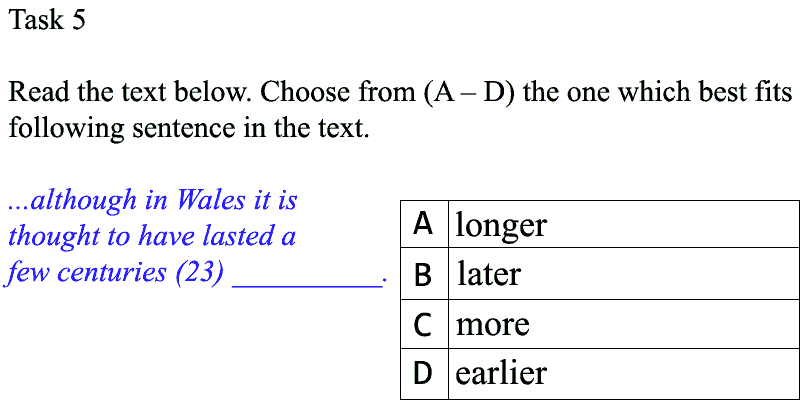 Task 5
Read the text below. Choose from (A – D) the one which best fits
following sentence in the text.
...although in Wales it is
thought to have lasted a
few centuries (23) __________.
A longer
B later
C more
D earlier